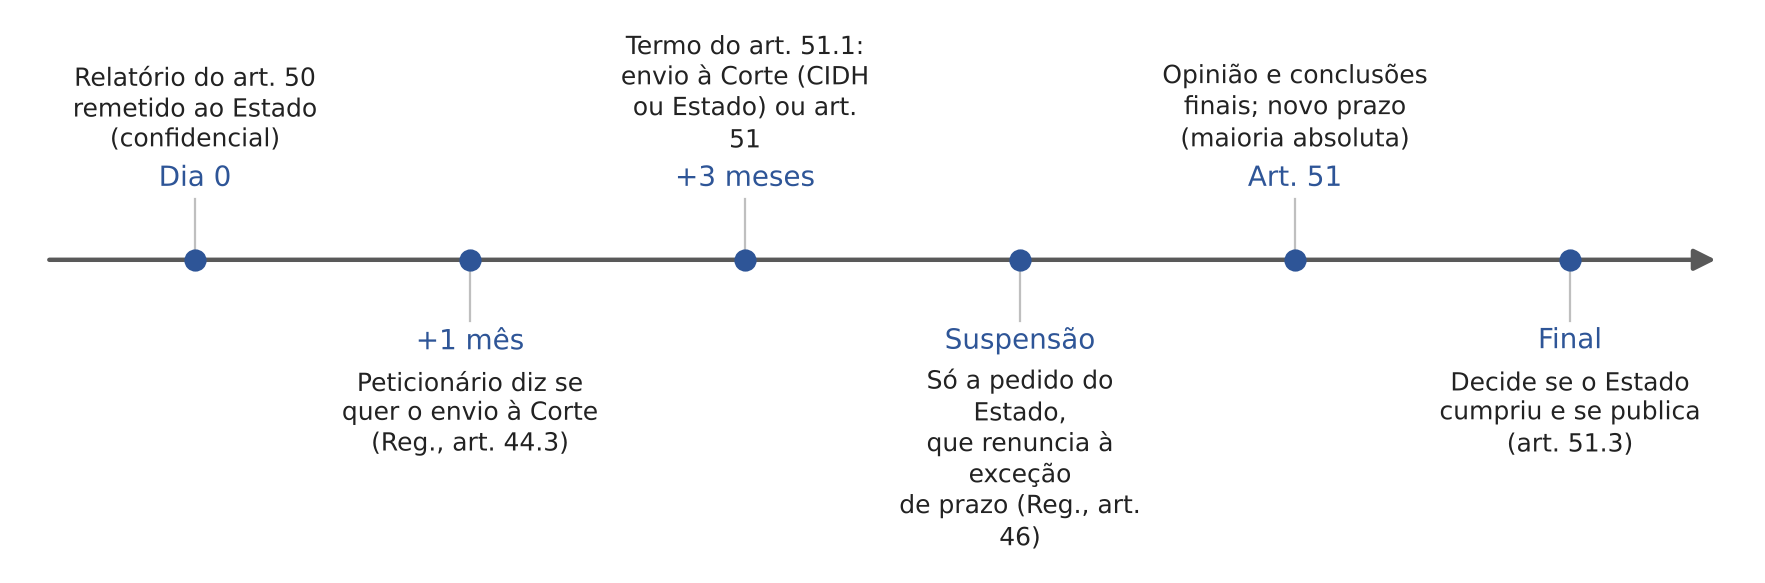 Relatório do art. 50
remetido ao Estado
(confidencial)
Dia 0
+1 mês
Peticionário diz se
quer o envio à Corte
(Reg., art. 44.3)
Termo do art. 51.1:
envio à Corte (CIDH
ou Estado) ou art.
51
+3 meses
Suspensão
Só a pedido do
Estado,
que renuncia à
exceção
de prazo (Reg., art.
46)
Opinião e conclusões
finais; novo prazo
(maioria absoluta)
Art. 51
Final
Decide se o Estado
cumpriu e se publica
(art. 51.3)